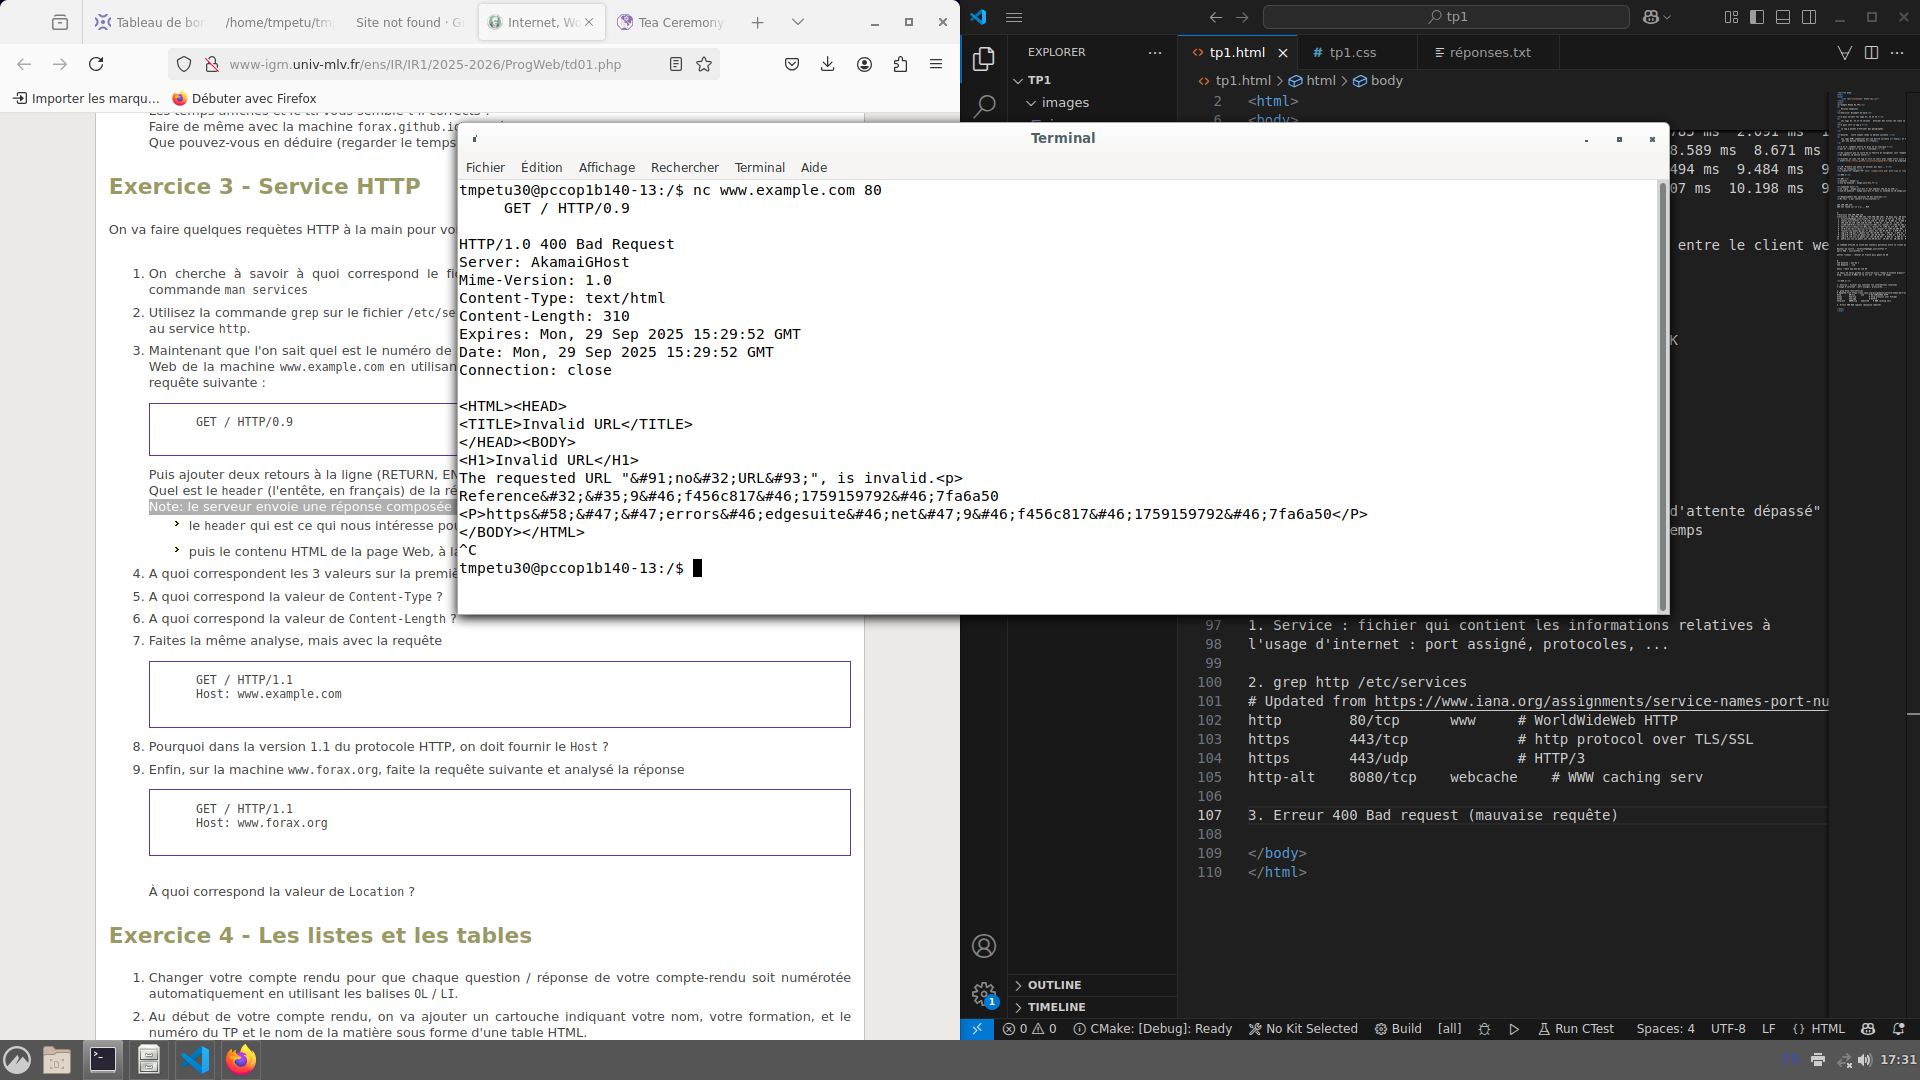 Tableau de bor
/home/tmpetu/tmp
Site not found · Gi
Internet, Wo
Tea Ceremony
www-igm.univ-mlv.fr/ens/IR/IR1/2025-2026/ProgWeb/td01.php
Importer les marqu…
Débuter avec Firefox
Les temps affichés et le ttl vous semble t'il corrects ?
Faire de même avec la machine forax.github.io
Que pouvez-vous en déduire (regarder le temps
Exercice 3 - Service HTTP
On va faire quelques requètes HTTP à la main pour vo
1. On cherche à savoir à quoi correspond le fi
commande man services
2. Utilisez la commande grep sur le fichier /etc/se
au service http.
3. Maintenant que l'on sait quel est le numéro de
Web de la machine www.example.com en utilisan
requête suivante :
GET / HTTP/0.9
Puis ajouter deux retours à la ligne (RETURN, EN
Quel est le header (l'entête, en français) de la ré
Note: le serveur envoie une réponse composée
le header qui est ce qui nous intéresse pou
puis le contenu HTML de la page Web, à la
4. A quoi correspondent les 3 valeurs sur la premiè
5. A quoi correspond la valeur de Content-Type ?
6. A quoi correspond la valeur de Content-Length ?
7. Faites la même analyse, mais avec la requête
GET / HTTP/1.1
Host: www.example.com
8. Pourquoi dans la version 1.1 du protocole HTTP, on doit fournir le Host ?
9. Enfin, sur la machine www.forax.org, faite la requête suivante et analysé la réponse
GET / HTTP/1.1
Host: www.forax.org
À quoi correspond la valeur de Location ?
Exercice 4 - Les listes et les tables
1. Changer votre compte rendu pour que chaque question / réponse de votre compte-rendu soit numérotée
automatiquement en utilisant les balises OL / LI.
2. Au début de votre compte rendu, on va ajouter un cartouche indiquant votre nom, votre formation, et le
numéro du TP et le nom de la matière sous forme d'une table HTML.
Terminal
Fichier Édition Affichage Rechercher Terminal Aide
tmpetu30@pccop1b140-13:/$ nc www.example.com 80
GET / HTTP/0.9
HTTP/1.0 400 Bad Request
Server: AkamaiGHost
Mime-Version: 1.0
Content-Type: text/html
Content-Length: 310
Expires: Mon, 29 Sep 2025 15:29:52 GMT
Date: Mon, 29 Sep 2025 15:29:52 GMT
Connection: close
<HTML><HEAD>
<TITLE>Invalid URL</TITLE>
</HEAD><BODY>
<H1>Invalid URL</H1>
The requested URL "&#91;no&#32;URL&#93;", is invalid.<p>
Reference&#32;&#35;9&#46;f456c817&#46;1759159792&#46;7fa6a50
<P>https&#58;&#47;&#47;errors&#46;edgesuite&#46;net&#47;9&#46;f456c817&#46;1759159792&#46;7fa6a50</P>
</BODY></HTML>
^C
tmpetu30@pccop1b140-13:/$
tp1
EXPLORER
TP1
images
tp1.html
# tp1.css
réponses.txt
tp1.html > html > body
2 <html>
6 <body>
785 ms 2.091 ms 1
8.589 ms 8.671 ms
494 ms 9.484 ms 9
07 ms 10.198 ms 9
entre le client we
K
d'attente dépassé"
emps
97 1. Service : fichier qui contient les informations relatives à
98 l'usage d'internet : port assigné, protocoles, ...
99
100 2. grep http /etc/services
101 # Updated from https://www.iana.org/assignments/service-names-port-nu
102 http 80/tcp www # WorldWideWeb HTTP
103 https 443/tcp # http protocol over TLS/SSL
104 https 443/udp # HTTP/3
105 http-alt 8080/tcp webcache # WWW caching serv
106
107 3. Erreur 400 Bad request (mauvaise requête)
108
109 </body>
110 </html>
OUTLINE
TIMELINE
1
0 0 CMake: [Debug]: Ready No Kit Selected Build [all] Run CTest Spaces: 4 UTF-8 LF {} HTML
FR
17:31